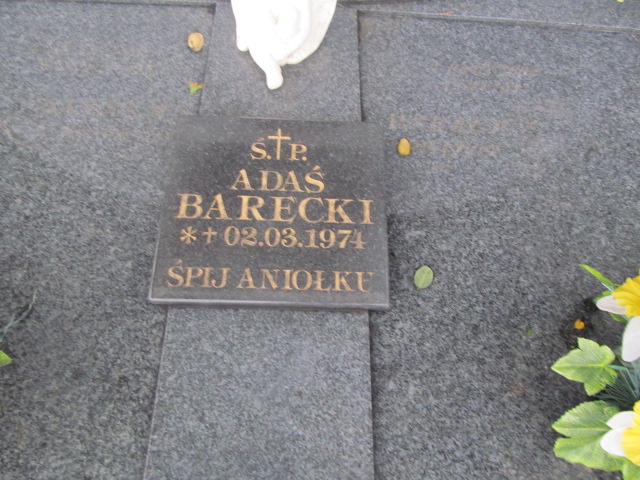 Ś.†P.
ADAŚ
BARECKI
*† 02.03.1974
ŚPIJ ANIOŁKU